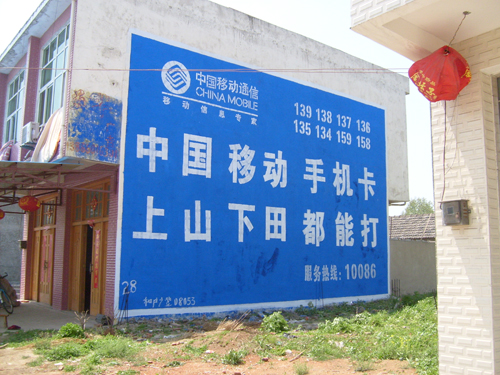 中国移动通信
CHINA MOBILE
移动信息专家
139 138 137 136
135 134 159 158
中国移动手机卡
上山下田都能打
服务热线：10086
28